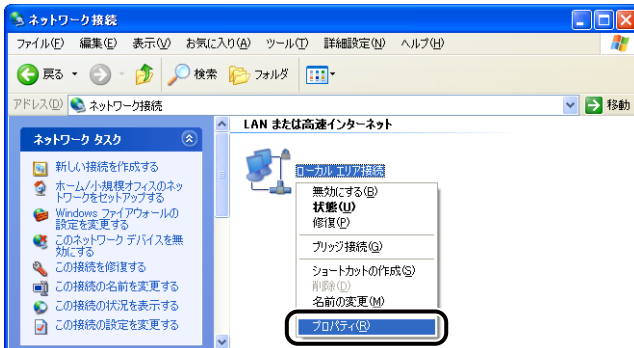 ネットワーク接続
ファイル(F) 編集(E) 表示(V) お気に入り(A) ツール(T) 詳細設定(N) ヘルプ(H)
戻る 検索 フォルダ
アドレス(D) ネットワーク接続 移動
ネットワーク タスク
新しい接続を作成する
ホーム/小規模オフィスのネッ
トワークをセットアップする
Windows ファイアウォールの
設定を変更する
このネットワーク デバイスを無
効にする
この接続を修復する
この接続の名前を変更する
この接続の状況を表示する
この接続の設定を変更する
LAN または高速インターネット
ローカル エリア接続
無効にする(B)
状態(U)
修復(P)
ブリッジ接続(G)
ショートカットの作成(S)
削除(D)
名前の変更(M)
プロパティ(R)